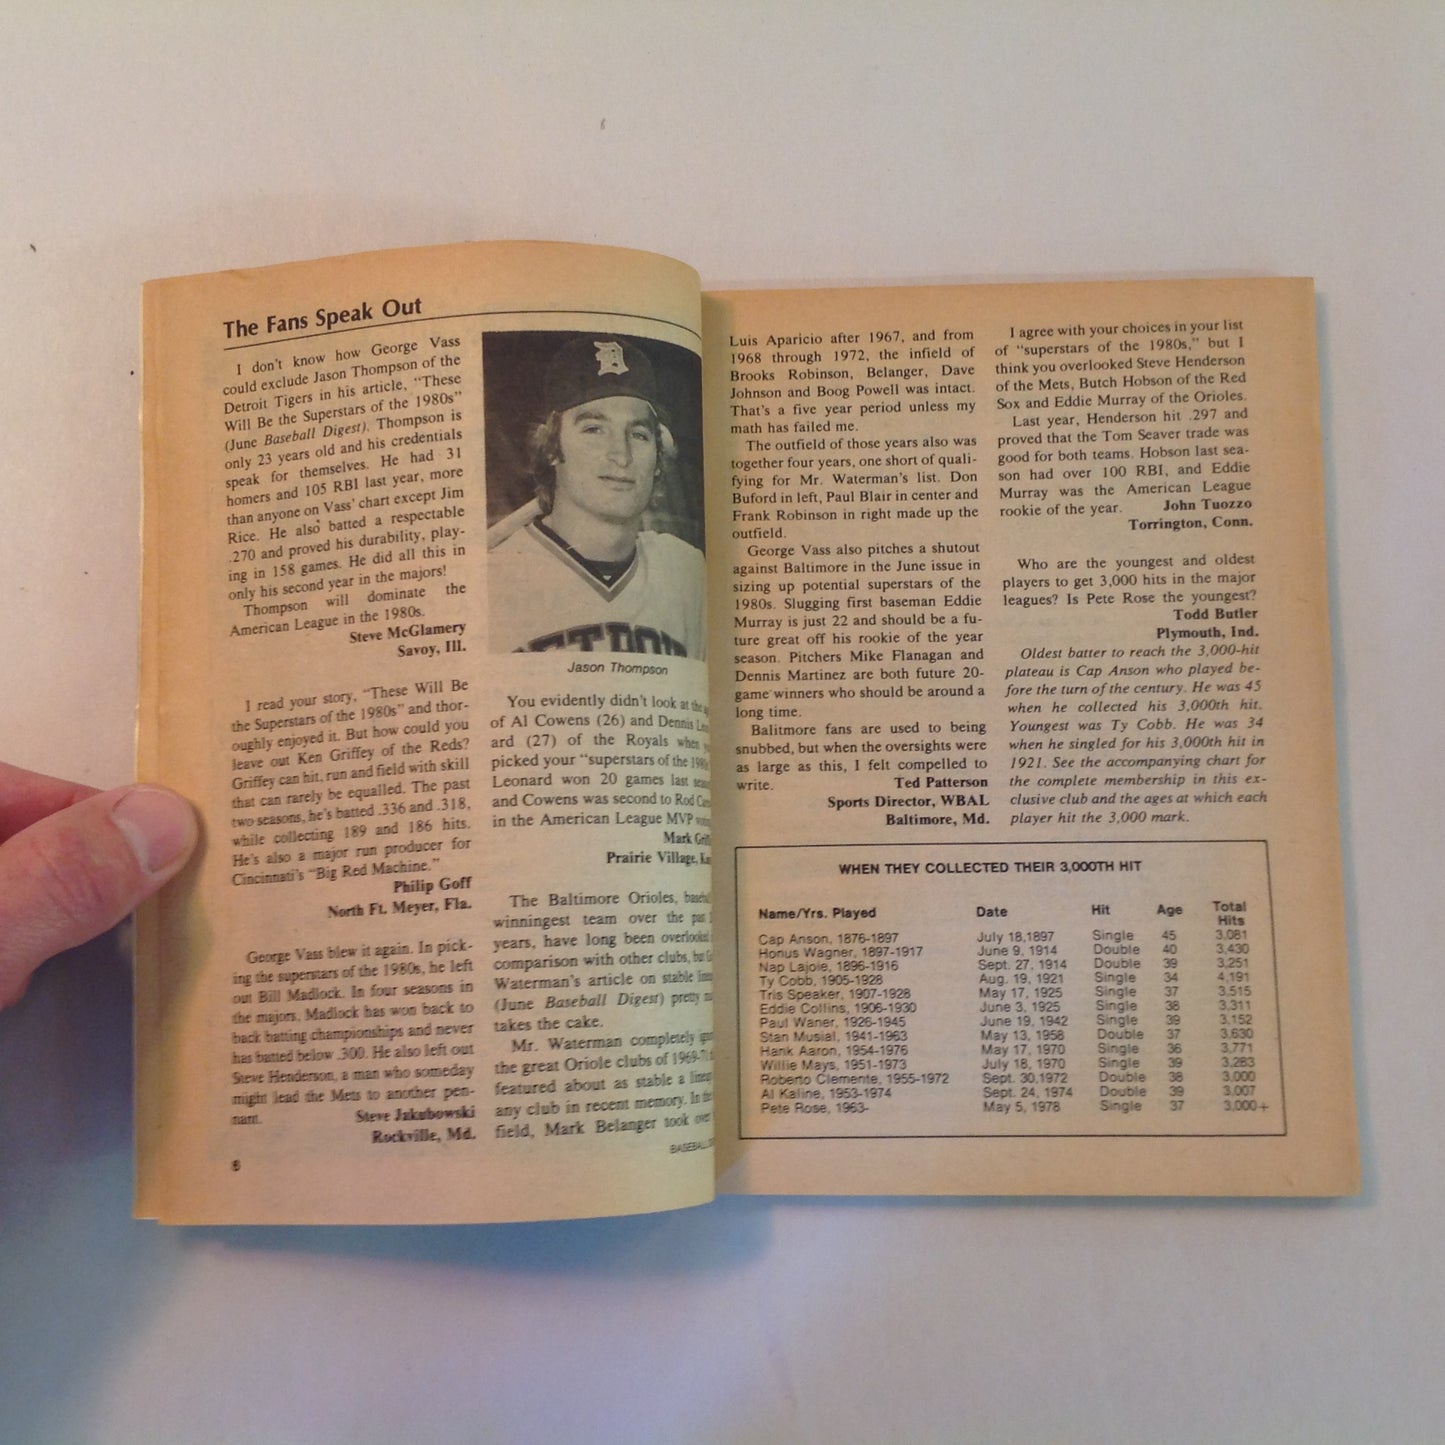 The Fans Speak Out
I don't know how George Vass
could exclude Jason Thompson of the
Detroit Tigers in his article, "These
Will Be the Superstars of the 1980s"
(June Baseball Digest). Thompson is
only 23 years old and his credentials
speak for themselves. He had 31
homers and 105 RBI last year, more
than anyone on Vass' chart except Jim
Rice. He also batted a respectable
.270 and proved his durability, play-
ing in 158 games. He did all this in
only his second year in the majors!
Thompson will dominate the
American League in the 1980s.
Steve McGlamery
Savoy, Ill.
I read your story, "These Will Be
the Superstars of the 1980s" and thor-
oughly enjoyed it. But how could you
leave out Ken Griffey of the Reds?
Griffey can hit, run and field with skill
that can rarely be equalled. The past
two seasons, he's batted .336 and .318,
while collecting 189 and 186 hits.
He's also a major run producer for
Cincinnati's "Big Red Machine."
Philip Goff
North Ft. Meyer, Fla.
George Vass blew it again. In pick-
ing the superstars of the 1980s, he left
out Bill Madlock. In four seasons in
the majors, Madlock has won back to
back batting championships and never
has batted below .300. He also left out
Steve Henderson, a man who someday
might lead the Mets to another pen-
nant.
Steve Jakubowski
Rockville, Md.
8
DETROIT
Jason Thompson
You evidently didn't look at the
of Al Cowens (26) and Dennis Leon-
ard (27) of the Royals when
picked your "superstars of the
Leonard won 20 games last
and Cowens was second to Rod
in the American League MVP
Mark
Prairie Village,
The Baltimore Orioles,
winningest team over the past
years, have long been overlooked
comparison with other clubs, but
Waterman's article on stable
(June Baseball Digest) pretty
takes the cake.
Mr. Waterman completely
the great Oriole clubs of 1969-71
featured about as stable a lineup
any club in recent memory. In the
field, Mark Belanger took over
BASEBALL
Luis Aparicio after 1967, and from
1968 through 1972, the infield of
Brooks Robinson, Belanger, Dave
Johnson and Boog Powell was intact.
That's a five year period unless my
math has failed me.
The outfield of those years also was
together four years, one short of quali-
fying for Mr. Waterman's list. Don
Buford in left, Paul Blair in center and
Frank Robinson in right made up the
outfield.
George Vass also pitches a shutout
against Baltimore in the June issue in
sizing up potential superstars of the
1980s. Slugging first baseman Eddie
Murray is just 22 and should be a fu-
ture great off his rookie of the year
season. Pitchers Mike Flanagan and
Dennis Martinez are both future 20-
game winners who should be around a
long time.
Balitmore fans are used to being
snubbed, but when the oversights were
as large as this, I felt compelled to
write.
Ted Patterson
Sports Director, WBAL
Baltimore, Md.
I agree with your choices in your list
of "superstars of the 1980s," but I
think you overlooked Steve Henderson
of the Mets, Butch Hobson of the Red
Sox and Eddie Murray of the Orioles.
Last year, Henderson hit .297 and
proved that the Tom Seaver trade was
good for both teams. Hobson last sea-
son had over 100 RBI, and Eddie
Murray was the American League
rookie of the year. John Tuozzo
Torrington, Conn.
Who are the youngest and oldest
players to get 3,000 hits in the major
leagues? Is Pete Rose the youngest?
Todd Butler
Plymouth, Ind.
Oldest batter to reach the 3,000-hit
plateau is Cap Anson who played be-
fore the turn of the century. He was 45
when he collected his 3,000th hit.
Youngest was Ty Cobb. He was 34
when he singled for his 3,000th hit in
1921. See the accompanying chart for
the complete membership in this ex-
clusive club and the ages at which each
player hit the 3,000 mark.
WHEN THEY COLLECTED THEIR 3,000TH HIT
Name/Yrs. Played Date Hit Age Total Hits
Cap Anson, 1876-1897 July 18,1897 Single 45 3,081
Honus Wagner, 1897-1917 June 9, 1914 Double 40 3,430
Nap Lajoie, 1896-1916 Sept. 27, 1914 Double 39 3,251
Ty Cobb, 1905-1928 Aug. 19, 1921 Single 34 4,191
Tris Speaker, 1907-1928 May 17, 1925 Single 37 3,515
Eddie Collins, 1906-1930 June 3, 1925 Single 38 3,311
Paul Waner, 1926-1945 June 19, 1942 Single 39 3,152
Stan Musial, 1941-1963 May 13, 1958 Double 37 3,630
Hank Aaron, 1954-1976 May 17, 1970 Single 36 3,771
Willie Mays, 1951-1973 July 18, 1970 Single 39 3,283
Roberto Clemente, 1955-1972 Sept. 30,1972 Double 38 3,000
Al Kaline, 1953-1974 Sept. 24, 1974 Double 39 3,007
Pete Rose, 1963- May 5, 1978 Single 37 3,000+